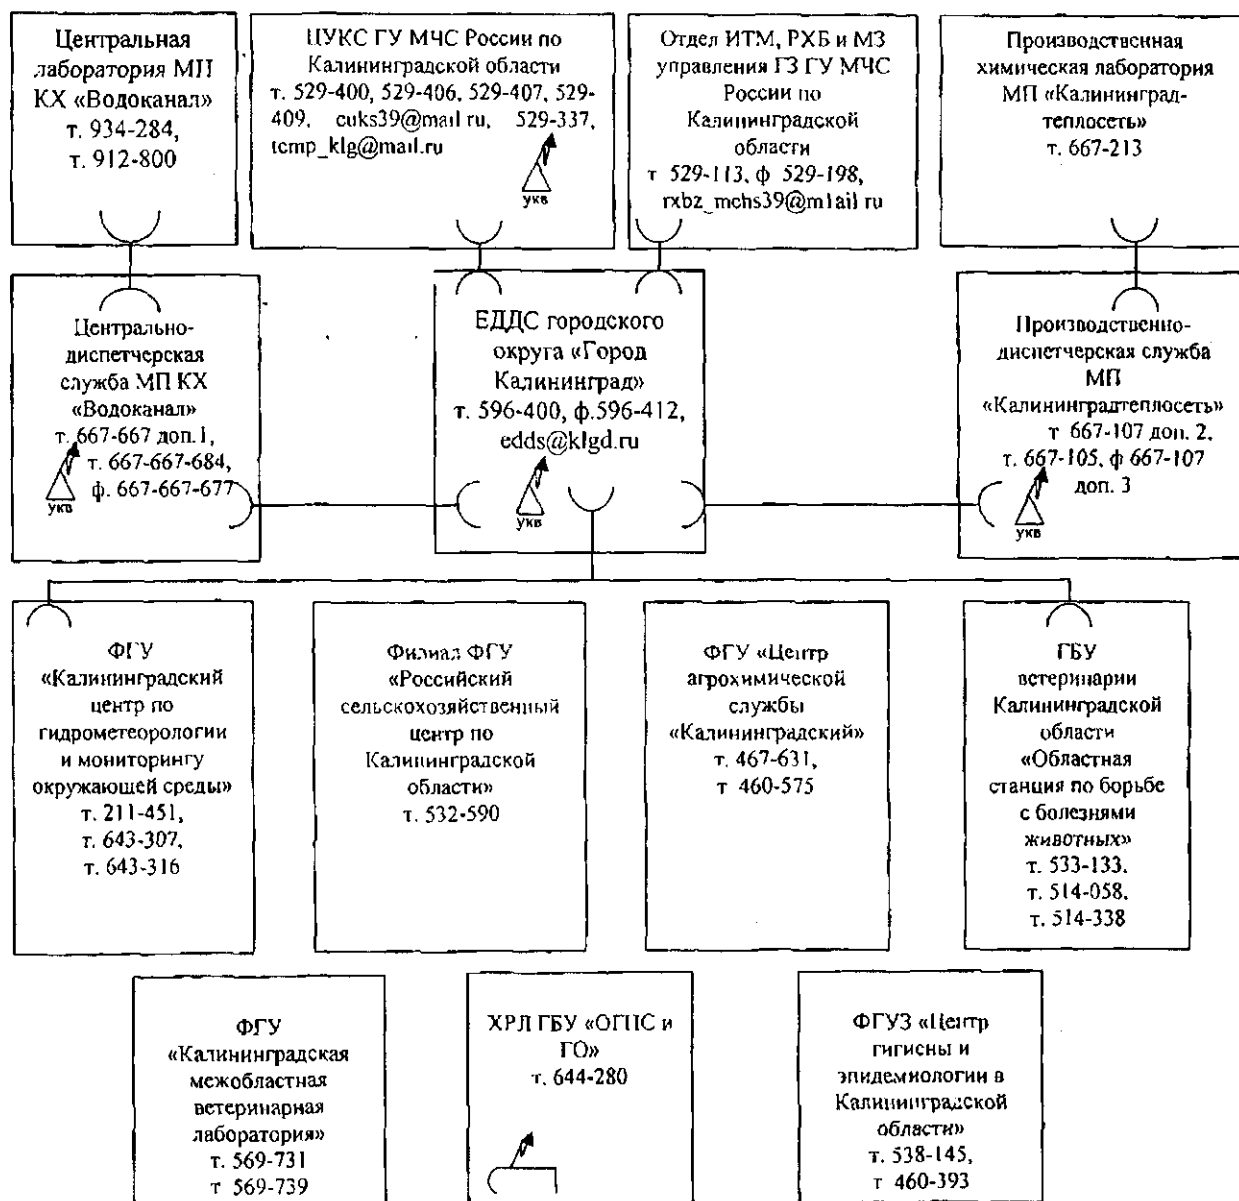 Центральная
лаборатория МП
КХ «Водоканал»
т. 934-284,
т. 912-800
ЦУКС ГУ МЧС России по
Калининградской области
т. 529-400, 529-406, 529-407, 529-
409, cuks39@mail ru, 529-337,
tcmp_klg@mail.ru
укв
Отдел ИТМ, РХБ и МЗ
управления ГЗ ГУ МЧС
России по
Калининградской
области
т 529-113, ф 529-198,
rxbz_mchs39@m1ail ru
Производственная
химическая лаборатория
МП «Калининград-
теплосеть»
т. 667-213
Центрально-
диспетчерская
служба МП КХ
«Водоканал»
т. 667-667 доп.1,
т. 667-667-684,
ф. 667-667-677
укв
ЕДДС городского
округа «Город
Калининград»
т. 596-400, ф.596-412,
edds@klgd.ru
укв
Производственно-
диспетчерская служба
МП
«Калининградтеплосеть»
т 667-107 доп. 2,
т. 667-105, ф 667-107
доп. 3
укв
ФГУ
«Калининградский
центр по
гидрометеорологии
и мониторингу
окружающей среды»
т. 211-451,
т. 643-307,
т. 643-316
Филиал ФГУ
«Российский
сельскохозяйственный
центр по
Калининградской
области»
т. 532-590
ФГУ «Центр
агрохимической
службы
«Калининградский»
т. 467-631,
т 460-575
ГБУ
ветеринарии
Калининградской
области
«Областная
станция по борьбе
с болезнями
животных»
т. 533-133,
т. 514-058,
т. 514-338
ФГУ
«Калининградская
межобластная
ветеринарная
лаборатория»
т. 569-731
т 569-739
ХРЛ ГБУ «ОГПС и
ГО»
т. 644-280
ФГУЗ «Центр
гигиены и
эпидемиологии в
Калининградской
области»
т. 538-145,
т 460-393